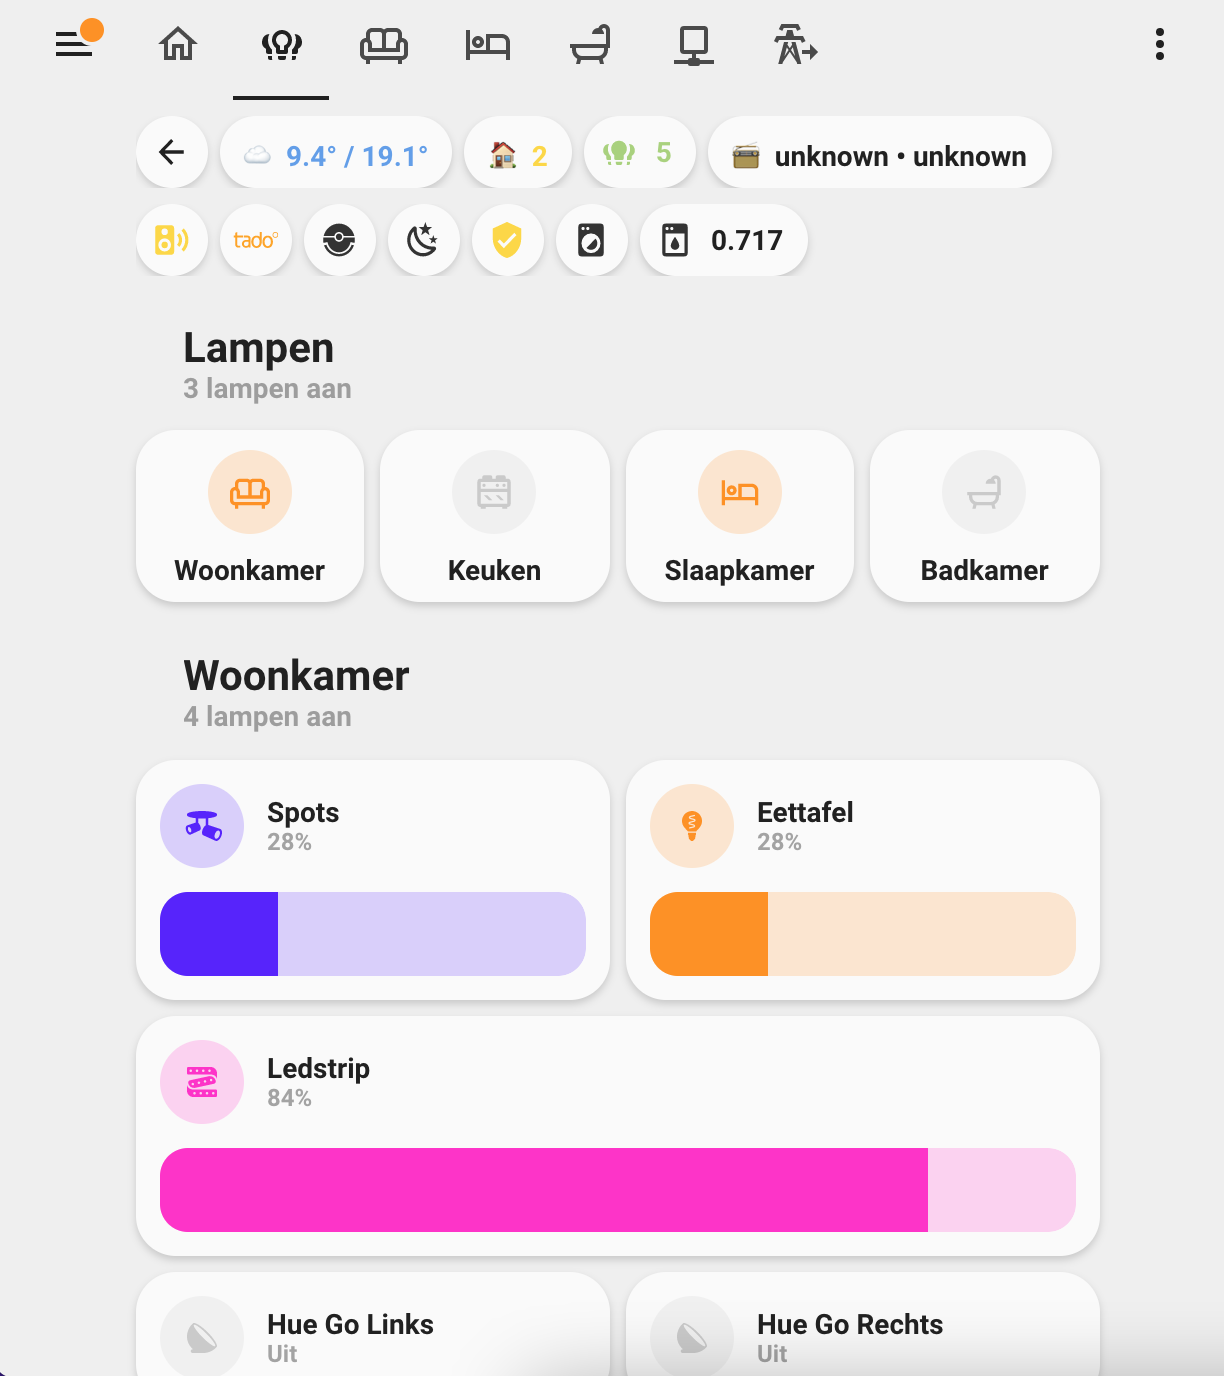 9.4° / 19.1°
2
5
unknown • unknown
tado°
0.717
Lampen
3 lampen aan
Woonkamer
Keuken
Slaapkamer
Badkamer
Woonkamer
4 lampen aan
Spots
28%
Eettafel
28%
Ledstrip
84%
Hue Go Links
Uit
Hue Go Rechts
Uit